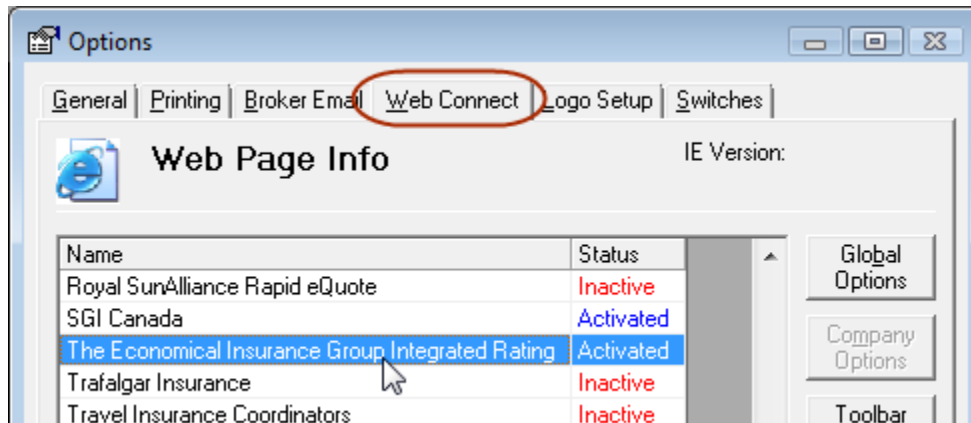 Options
General Printing Broker Email Web Connect Logo Setup Switches
Web Page Info
IE Version:
Name Status
Royal SunAlliance Rapid eQuote Inactive
SGI Canada Activated
The Economical Insurance Group Integrated Rating Activated
Trafalgar Insurance Inactive
Travel Insurance Coordinators Inactive
Global
Options
Company
Options
Toolbar